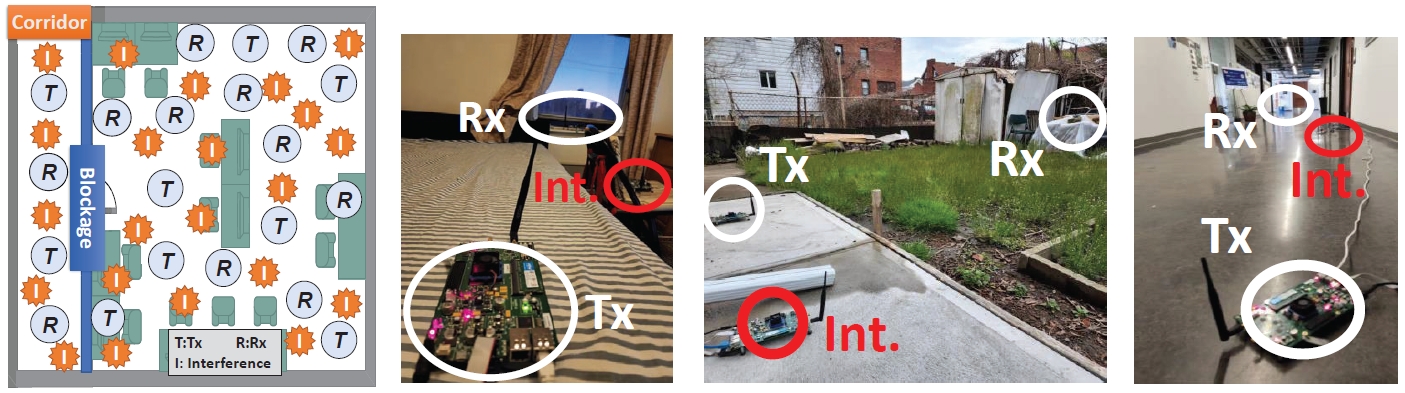 Corridor
R T R I
I I
T I R I T
R R I
I I I R I
R T I R
Blockage
I I I T
T T R I
I I I R I
R T I T
I I
T:Tx R:Rx
I: Interference
Rx
Int.
Tx
Tx
Rx
Int.
Rx
Int.
Tx